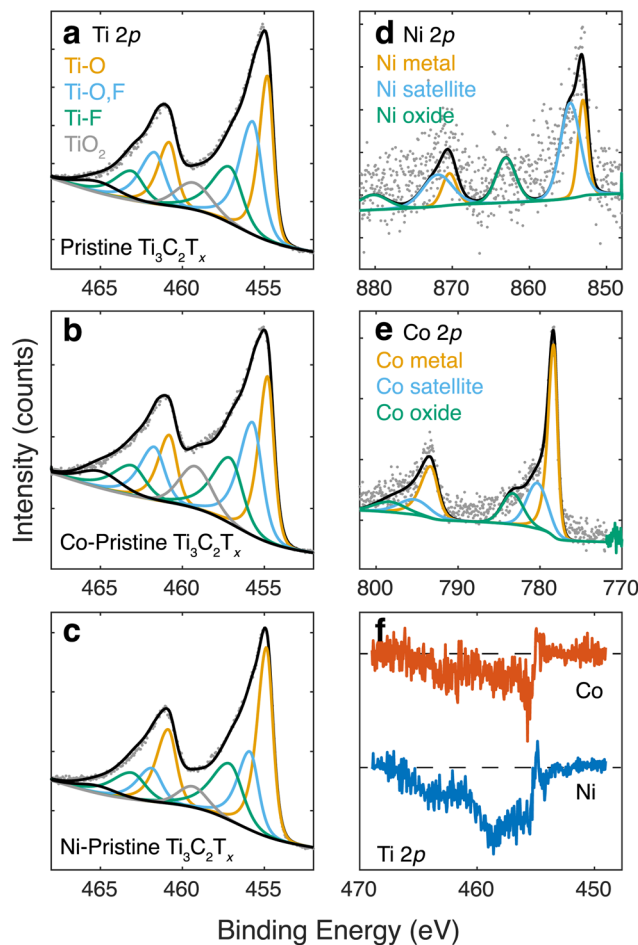 a Ti 2p
Ti-O
Ti-O,F
Ti-F
TiO₂
Pristine Ti₃C₂Tₓ
465 460 455
b
Co-Pristine Ti₃C₂Tₓ
465 460 455
c
Ni-Pristine Ti₃C₂Tₓ
465 460 455
d Ni 2p
Ni metal
Ni satellite
Ni oxide
880 870 860 850
e Co 2p
Co metal
Co satellite
Co oxide
800 790 780 770
f
Co
Ni
Ti 2p
470 460 450
Intensity (counts)
Binding Energy (eV)